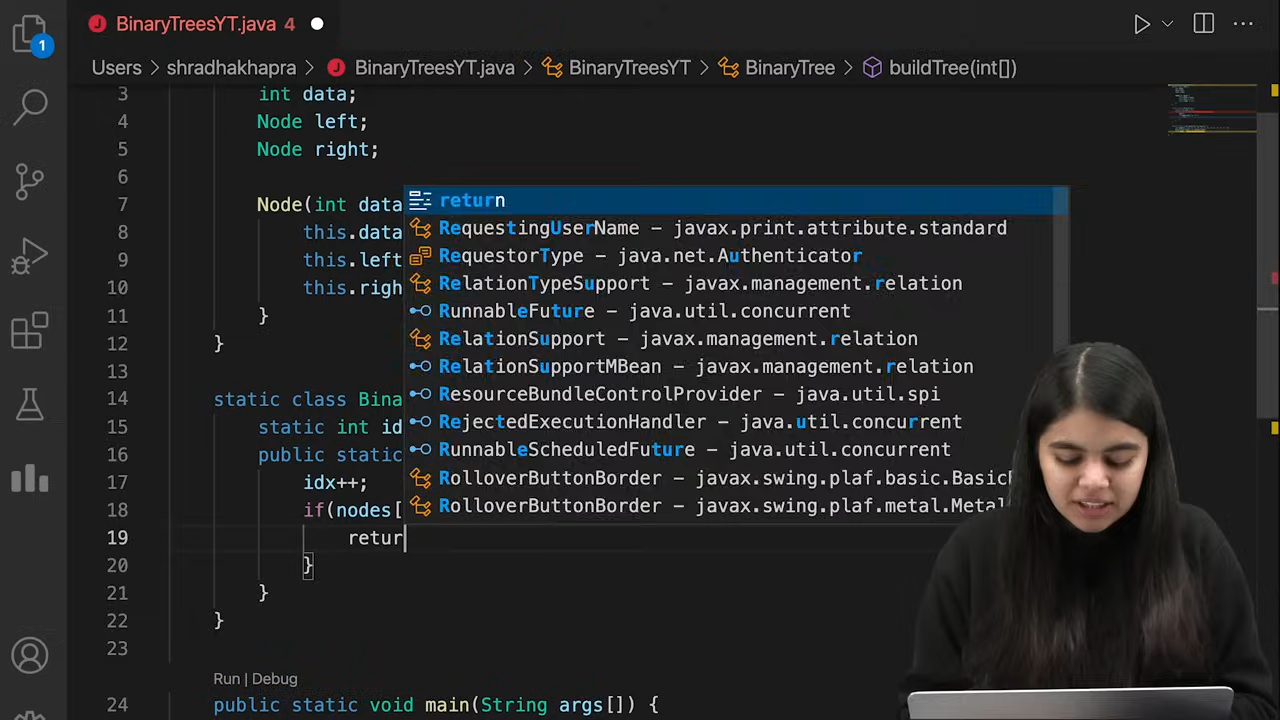 BinaryTreesYT.java 4
1
Users > shradhakhapra > BinaryTreesYT.java > BinaryTreesYT > BinaryTree > buildTree(int[])
3 int data;
4 Node left;
5 Node right;
6
7 Node(int data
8 this.data
9 this.left
10 this.righ
11 }
12 }
13
14 static class Bina
15 static int id
16 public static
17 idx++;
18 if(nodes[
19 retur
20 }
21 }
22 }
23
Run | Debug
24 public static void main(String args[]) {
return
RequestingUserName – javax.print.attribute.standard
RequestorType – java.net.Authenticator
RelationTypeSupport – javax.management.relation
RunnableFuture – java.util.concurrent
RelationSupport – javax.management.relation
RelationSupportMBean – javax.management.relation
ResourceBundleControlProvider – java.util.spi
RejectedExecutionHandler – java.util.concurrent
RunnableScheduledFuture – java.util.concurrent
RolloverButtonBorder – javax.swing.plaf.basic.Basic
RolloverButtonBorder – javax.swing.plaf.metal.Metal